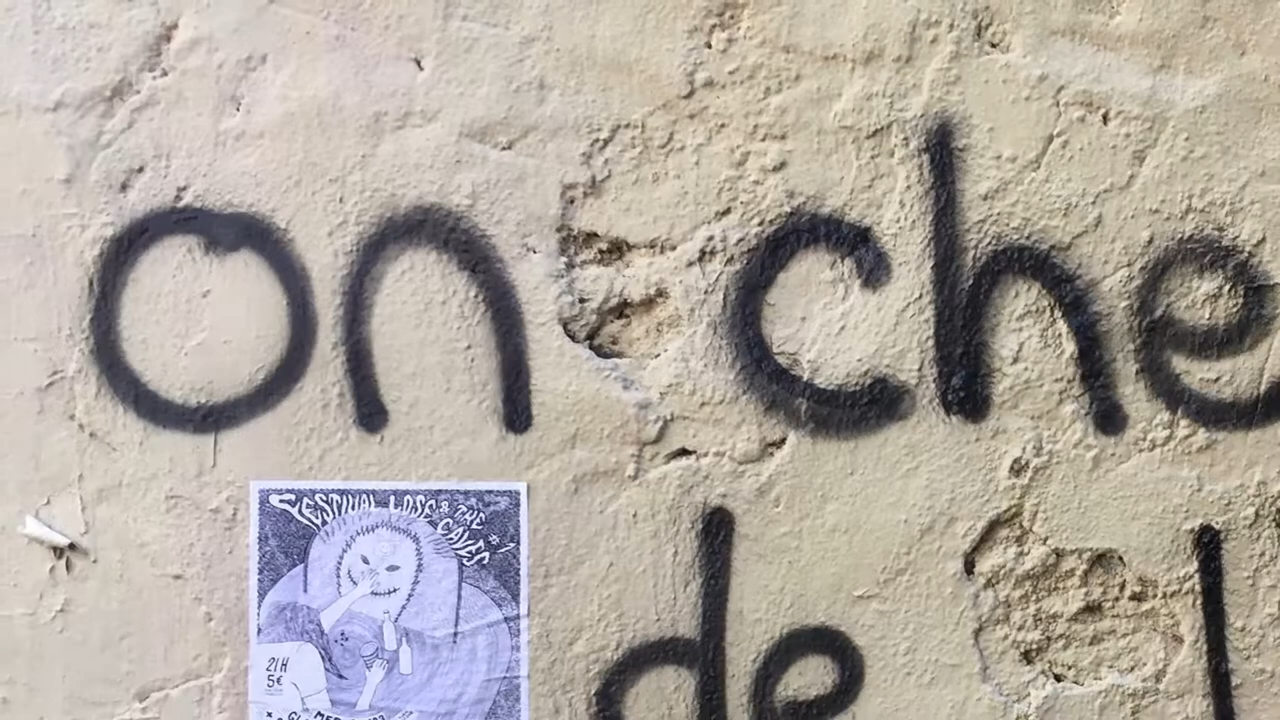 on che
de l
FESTIVAL LOSE & THE
CAVES #1
21H
5€